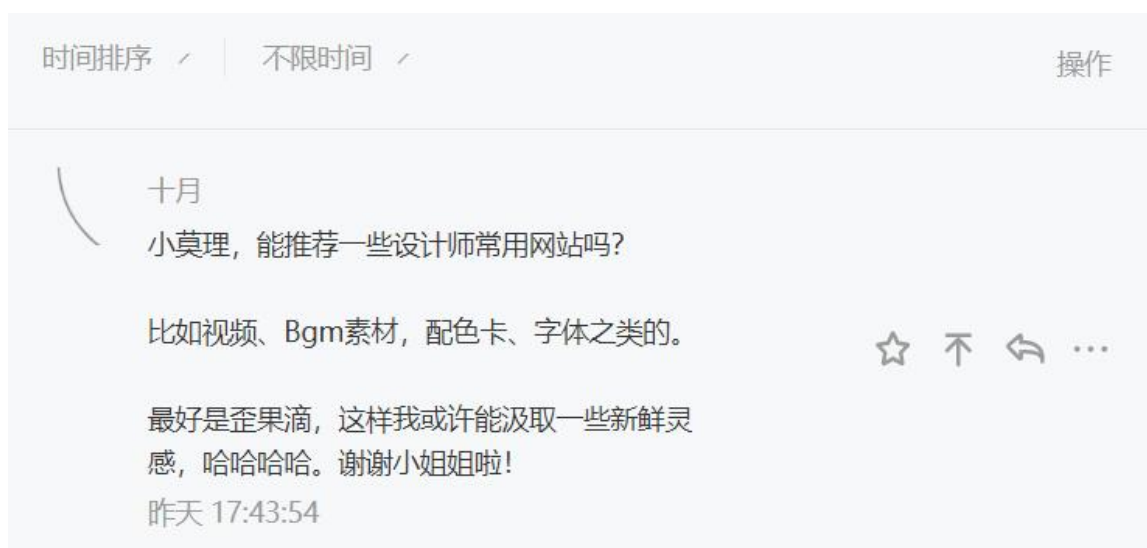 时间排序 不限时间 操作
十月
小莫理，能推荐一些设计师常用网站吗？
比如视频、Bgm素材，配色卡、字体之类的。
最好是歪果滴，这样我或许能汲取一些新鲜灵
感，哈哈哈哈。谢谢小姐姐啦！
昨天 17:43:54